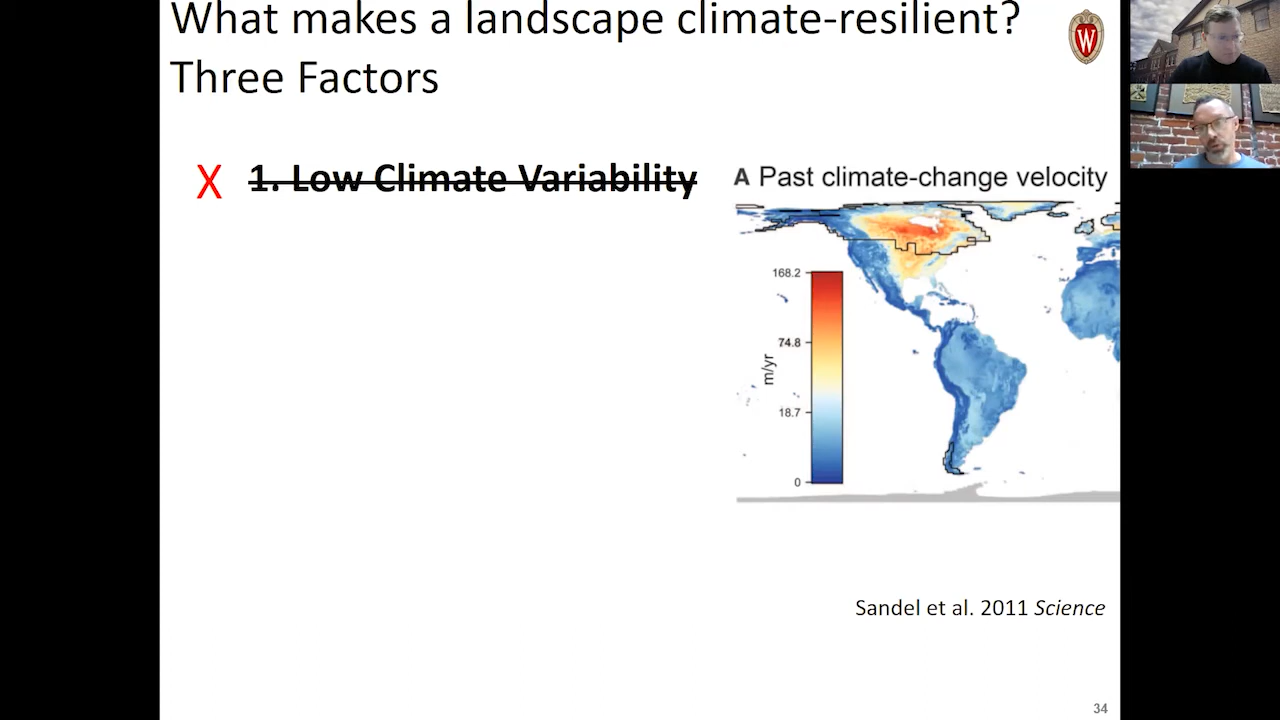 What makes a landscape climate-resilient?
Three Factors
W
X 1. Low Climate Variability
A Past climate-change velocity
168.2
74.8
m/yr
18.7
0
Sandel et al. 2011 Science
34